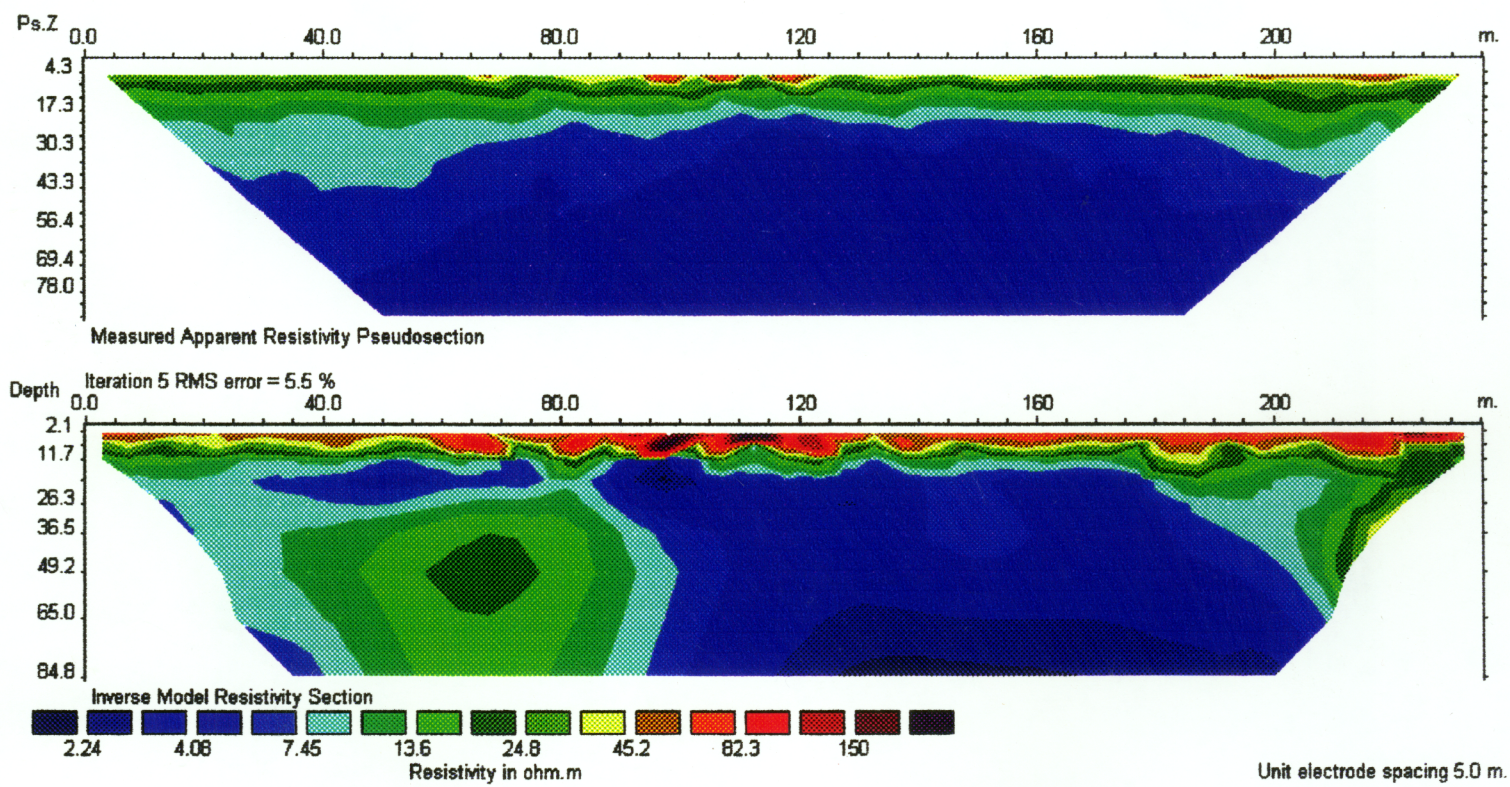 Ps.Z
0.0 40.0 80.0 120 160 200 m.
4.3
17.3
30.3
43.3
56.4
69.4
78.0
Measured Apparent Resistivity Pseudosection
Depth Iteration 5 RMS error = 5.5 %
0.0 40.0 80.0 120 160 200 m.
2.1
11.7
26.3
36.5
49.2
65.0
84.8
Inverse Model Resistivity Section
2.24 4.08 7.45 13.6 24.8 45.2 82.3 150
Resistivity in ohm.m
Unit electrode spacing 5.0 m.